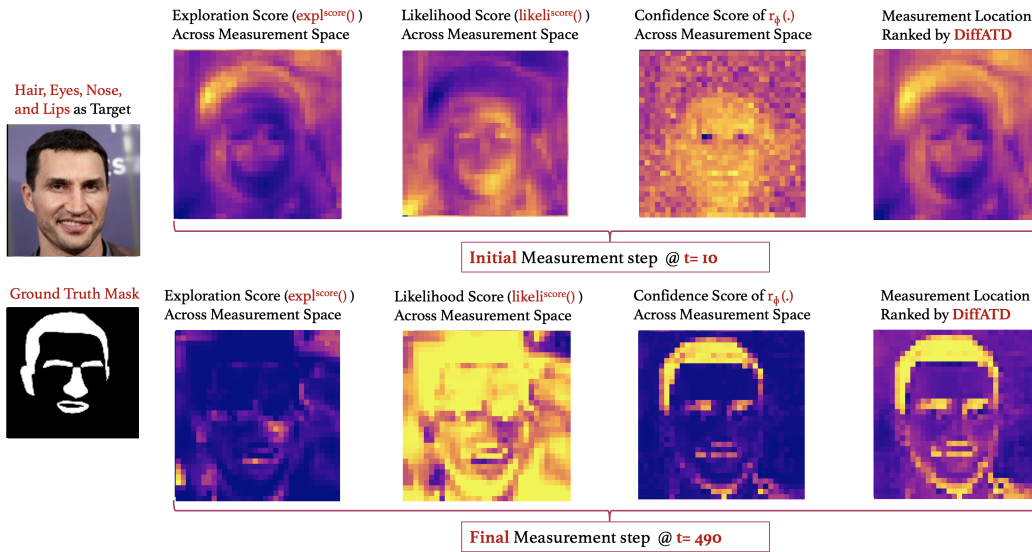 Exploration Score (expl^score() )
Across Measurement Space
Likelihood Score (likeli^score() )
Across Measurement Space
Confidence Score of r_ϕ(.)
Across Measurement Space
Measurement Location
Ranked by DiffATD
Hair, Eyes, Nose,
and Lips as Target
Initial Measurement step @ t= 10
Ground Truth Mask
Exploration Score (expl^score() )
Across Measurement Space
Likelihood Score (likeli^score() )
Across Measurement Space
Confidence Score of r_ϕ(.)
Across Measurement Space
Measurement Location
Ranked by DiffATD
Final Measurement step @ t= 490